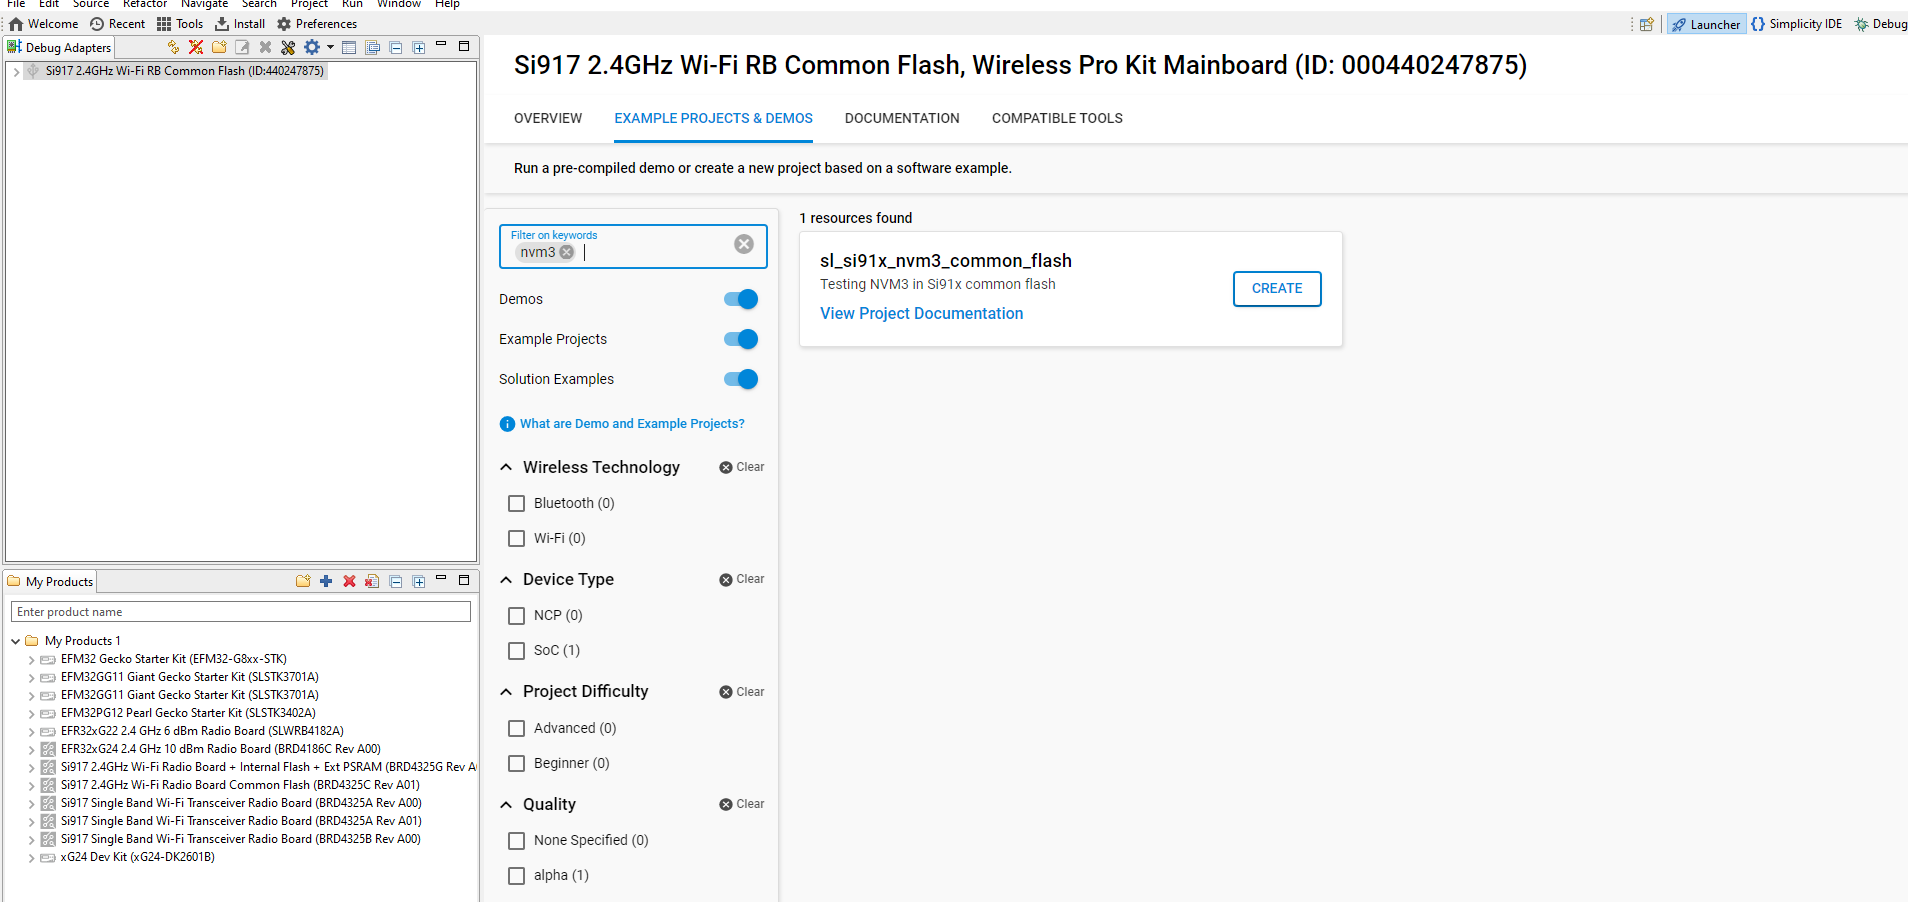 File Edit Source Refactor Navigate Search Project Run Window Help
Welcome Recent Tools Install Preferences
Launcher Simplicity IDE Debug
Debug Adapters
Si917 2.4GHz Wi-Fi RB Common Flash (ID:440247875)
My Products
Enter product name
My Products 1
EFM32 Gecko Starter Kit (EFM32-G8xx-STK)
EFM32GG11 Giant Gecko Starter Kit (SLSTK3701A)
EFM32GG11 Giant Gecko Starter Kit (SLSTK3701A)
EFM32PG12 Pearl Gecko Starter Kit (SLSTK3402A)
EFR32xG22 2.4 GHz 6 dBm Radio Board (SLWRB4182A)
EFR32xG24 2.4 GHz 10 dBm Radio Board (BRD4186C Rev A00)
Si917 2.4GHz Wi-Fi Radio Board + Internal Flash + Ext PSRAM (BRD4325G Rev A
Si917 2.4GHz Wi-Fi Radio Board Common Flash (BRD4325C Rev A01)
Si917 Single Band Wi-Fi Transceiver Radio Board (BRD4325A Rev A00)
Si917 Single Band Wi-Fi Transceiver Radio Board (BRD4325A Rev A01)
Si917 Single Band Wi-Fi Transceiver Radio Board (BRD4325B Rev A00)
xG24 Dev Kit (xG24-DK2601B)
Si917 2.4GHz Wi-Fi RB Common Flash, Wireless Pro Kit Mainboard (ID: 000440247875)
OVERVIEW EXAMPLE PROJECTS & DEMOS DOCUMENTATION COMPATIBLE TOOLS
Run a pre-compiled demo or create a new project based on a software example.
Filter on keywords
nvm3
Demos
Example Projects
Solution Examples
What are Demo and Example Projects?
Wireless Technology Clear
Bluetooth (0)
Wi-Fi (0)
Device Type Clear
NCP (0)
SoC (1)
Project Difficulty Clear
Advanced (0)
Beginner (0)
Quality Clear
None Specified (0)
alpha (1)
1 resources found
sl_si91x_nvm3_common_flash
Testing NVM3 in Si91x common flash
View Project Documentation
CREATE